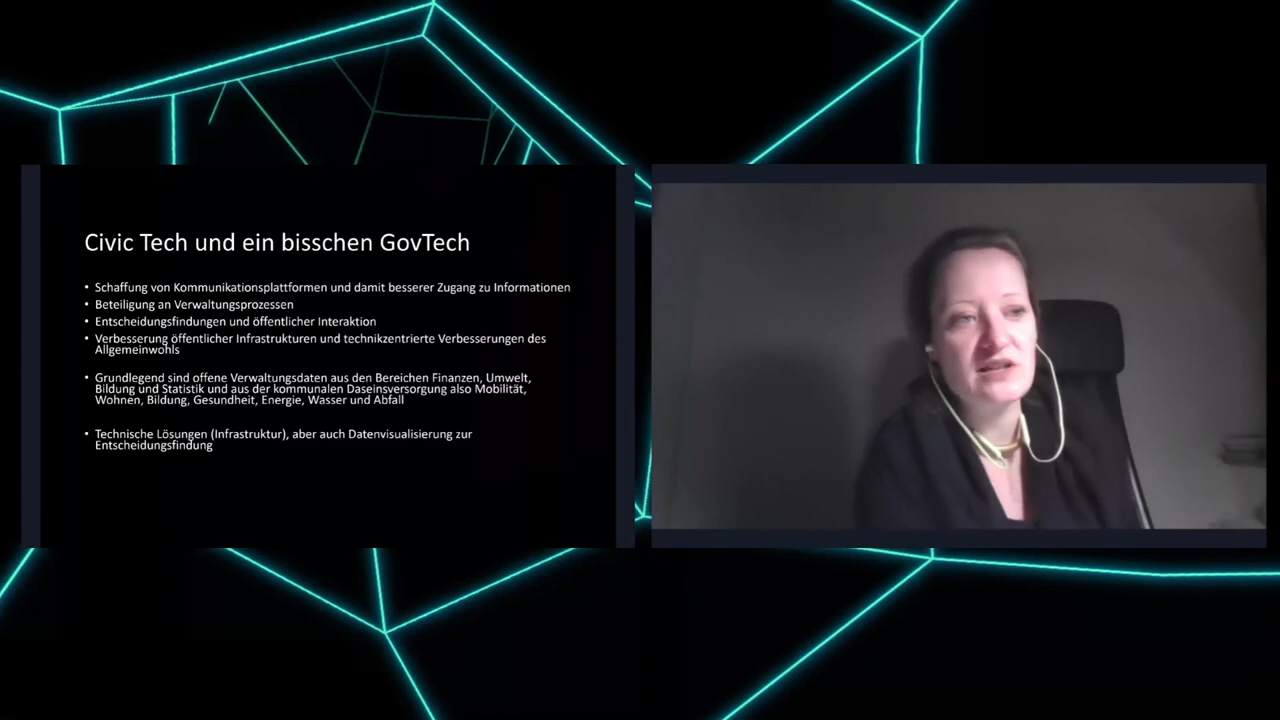 Civic Tech und ein bisschen GovTech
• Schaffung von Kommunikationsplattformen und damit besserer Zugang zu Informationen
• Beteiligung an Verwaltungsprozessen
• Entscheidungsfindungen und öffentlicher Interaktion
• Verbesserung öffentlicher Infrastrukturen und technikzentrierte Verbesserungen des
Allgemeinwohls
• Grundlegend sind offene Verwaltungsdaten aus den Bereichen Finanzen, Umwelt,
Bildung und Statistik und aus der kommunalen Daseinsversorgung also Mobilität,
Wohnen, Bildung, Gesundheit, Energie, Wasser und Abfall
• Technische Lösungen (Infrastruktur), aber auch Datenvisualisierung zur
Entscheidungsfindung